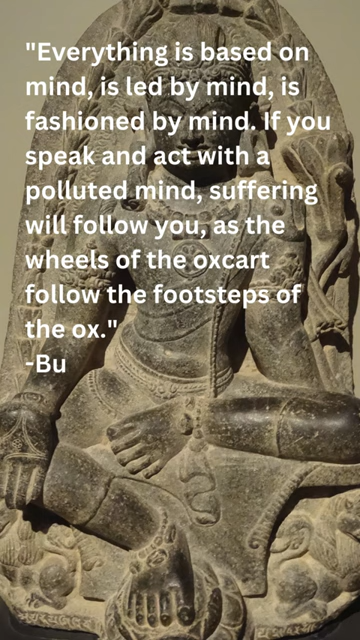 "Everything is based on
mind, is led by mind, is
fashioned by mind. If you
speak and act with a
polluted mind, suffering
will follow you, as the
wheels of the oxcart
follow the footsteps of
the ox."
-Bu